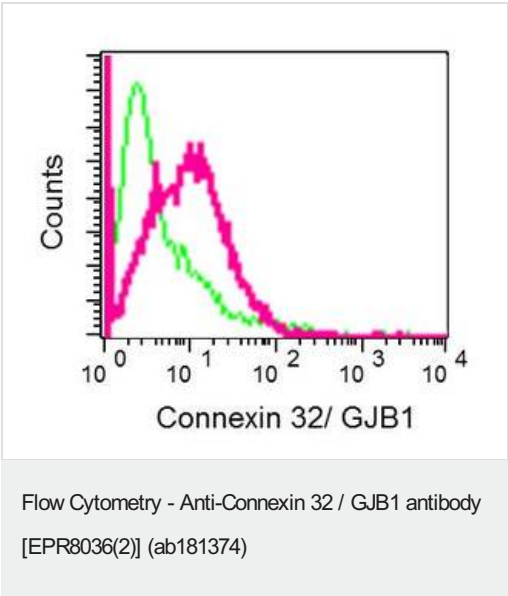 Counts
10 0 10 1 10 2 10 3 10 4
Connexin 32/ GJB1
Flow Cytometry - Anti-Connexin 32 / GJB1 antibody
[EPR8036(2)] (ab181374)